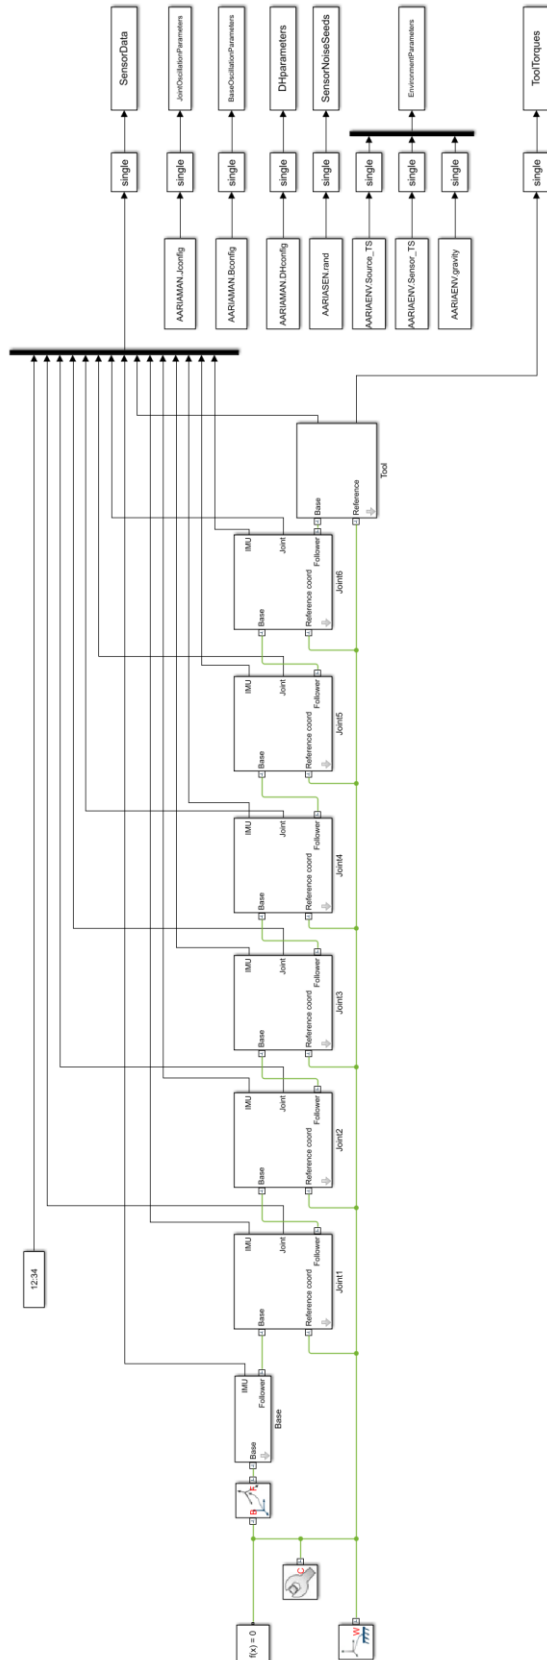 f(x) = 0
W
C
B
F
Base
IMU
Follower
Base
12:34
Base
Reference coord
IMU
Joint
Follower
Joint1
Base
Reference coord
IMU
Joint
Follower
Joint2
Base
Reference coord
IMU
Joint
Follower
Joint3
Base
Reference coord
IMU
Joint
Follower
Joint4
Base
Reference coord
IMU
Joint
Follower
Joint5
Base
Reference coord
IMU
Joint
Follower
Joint6
Base
Reference
Tool
single
SensorData
AARIAMAN.Jconfig
single
JointOscillationParameters
AARIAMAN.Bconfig
single
BaseOscillationParameters
AARIAMAN.DHconfig
single
DHparameters
AARIASEN.rand
single
SensorNoiseSeeds
AARIAENV.Source_TS
single
AARIAENV.Sensor_TS
single
AARIAENV.gravity
single
EnvironmentParameters
single
ToolTorques